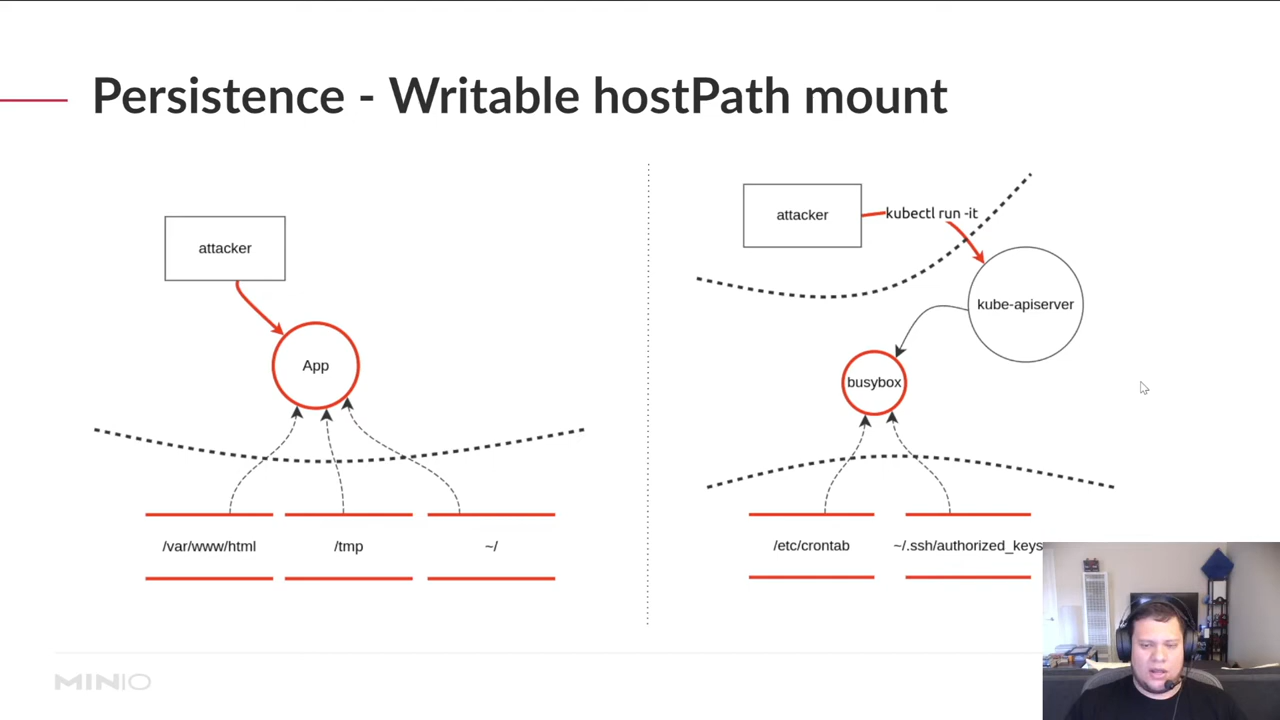 Persistence - Writable hostPath mount
attacker
App
/var/www/html
/tmp
~/
attacker
kubectl run -it
kube-apiserver
busybox
/etc/crontab
~/.ssh/authorized_keys
MINIO